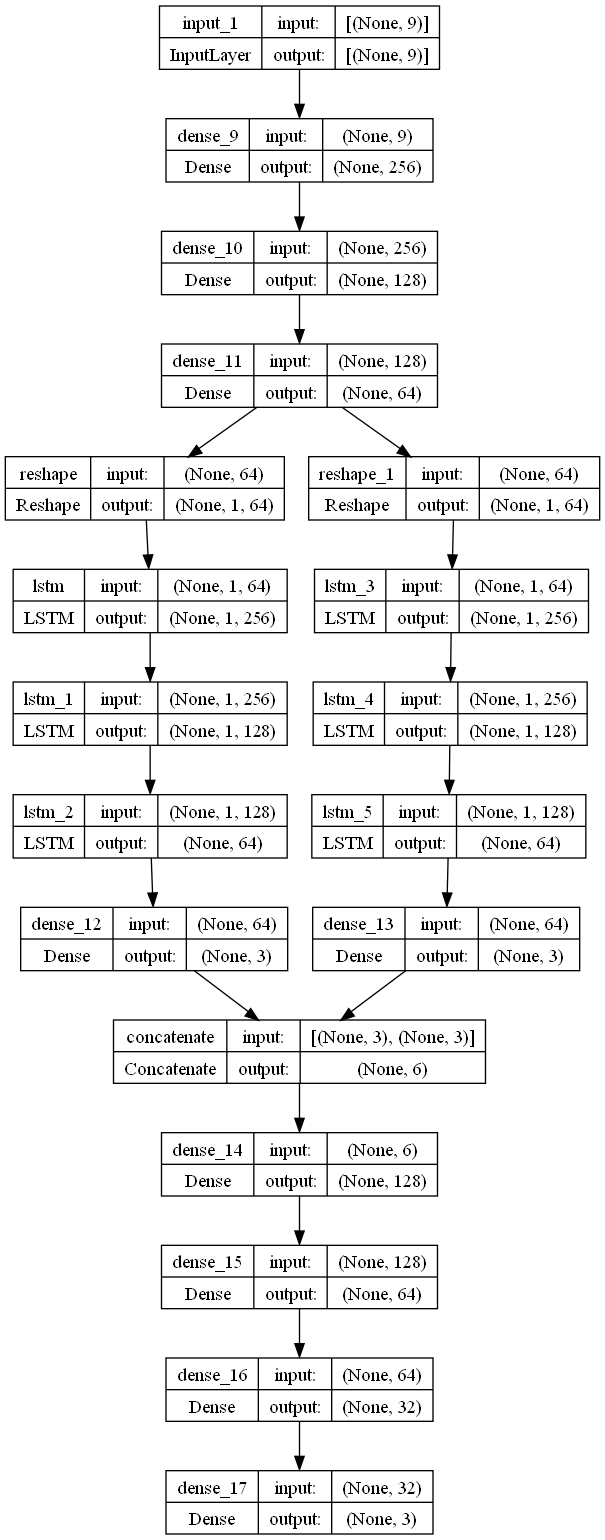 input_1 input: [(None, 9)]
InputLayer output: [(None, 9)]
dense_9 input: (None, 9)
Dense output: (None, 256)
dense_10 input: (None, 256)
Dense output: (None, 128)
dense_11 input: (None, 128)
Dense output: (None, 64)
reshape input: (None, 64)
Reshape output: (None, 1, 64)
reshape_1 input: (None, 64)
Reshape output: (None, 1, 64)
lstm input: (None, 1, 64)
LSTM output: (None, 1, 256)
lstm_3 input: (None, 1, 64)
LSTM output: (None, 1, 256)
lstm_1 input: (None, 1, 256)
LSTM output: (None, 1, 128)
lstm_4 input: (None, 1, 256)
LSTM output: (None, 1, 128)
lstm_2 input: (None, 1, 128)
LSTM output: (None, 64)
lstm_5 input: (None, 1, 128)
LSTM output: (None, 64)
dense_12 input: (None, 64)
Dense output: (None, 3)
dense_13 input: (None, 64)
Dense output: (None, 3)
concatenate input: [(None, 3), (None, 3)]
Concatenate output: (None, 6)
dense_14 input: (None, 6)
Dense output: (None, 128)
dense_15 input: (None, 128)
Dense output: (None, 64)
dense_16 input: (None, 64)
Dense output: (None, 32)
dense_17 input: (None, 32)
Dense output: (None, 3)